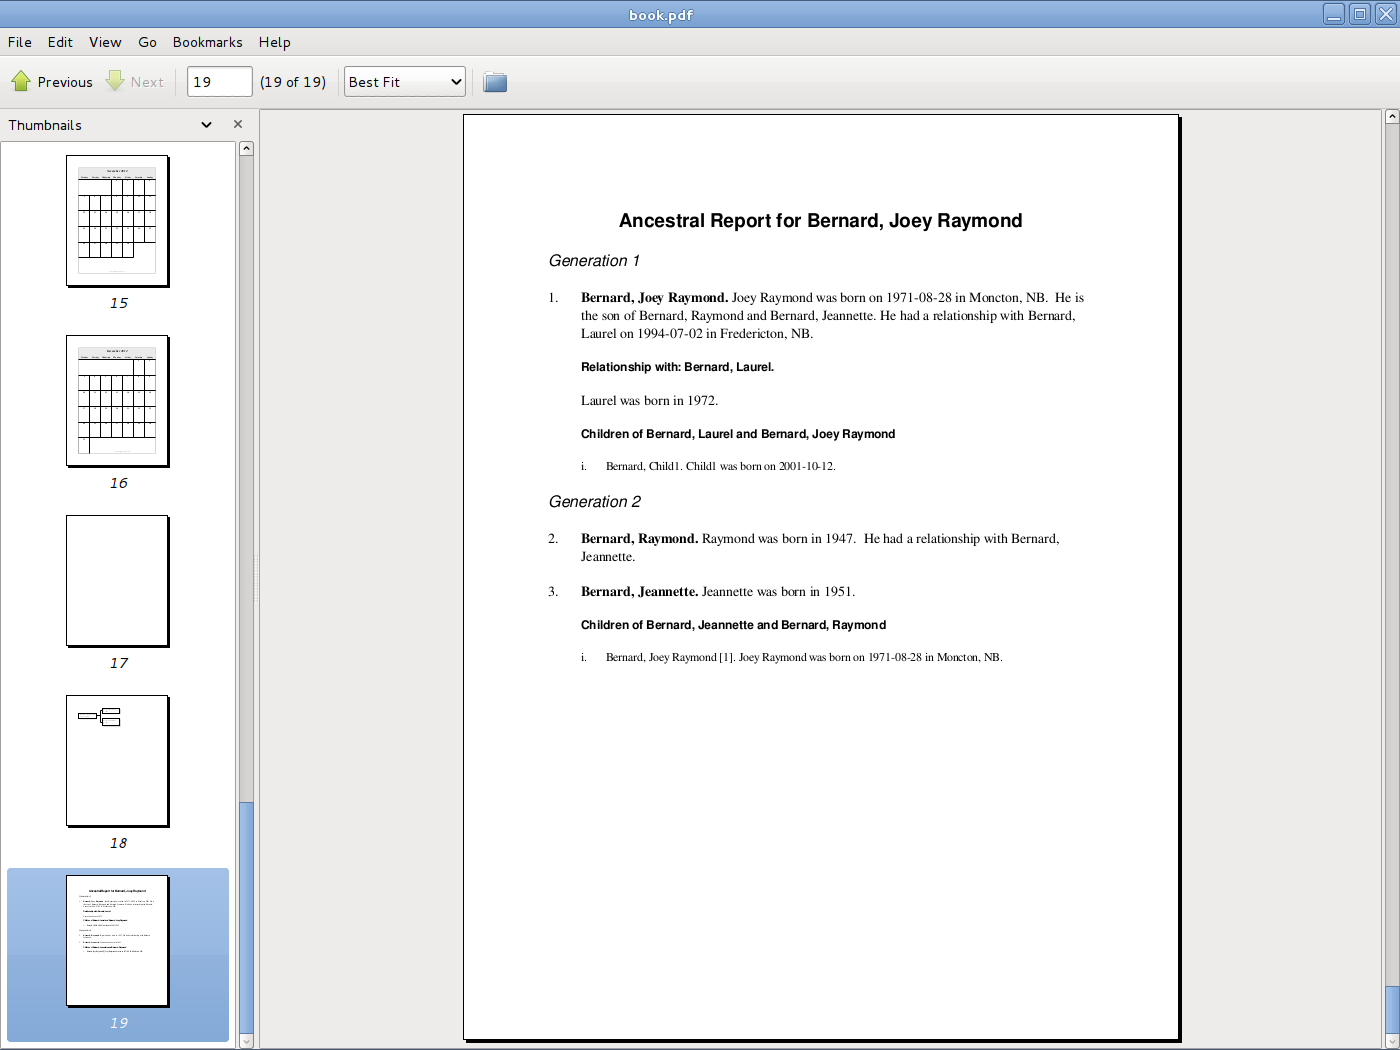 book.pdf
File Edit View Go Bookmarks Help
Previous Next 19 (19 of 19) Best Fit
Thumbnails
15
16
17
18
19
Ancestral Report for Bernard, Joey Raymond
Generation 1
1. Bernard, Joey Raymond. Joey Raymond was born on 1971-08-28 in Moncton, NB. He is
the son of Bernard, Raymond and Bernard, Jeannette. He had a relationship with Bernard,
Laurel on 1994-07-02 in Fredericton, NB.
Relationship with: Bernard, Laurel.
Laurel was born in 1972.
Children of Bernard, Laurel and Bernard, Joey Raymond
i. Bernard, Child1. Child1 was born on 2001-10-12.
Generation 2
2. Bernard, Raymond. Raymond was born in 1947. He had a relationship with Bernard,
Jeannette.
3. Bernard, Jeannette. Jeannette was born in 1951.
Children of Bernard, Jeannette and Bernard, Raymond
i. Bernard, Joey Raymond [1]. Joey Raymond was born on 1971-08-28 in Moncton, NB.